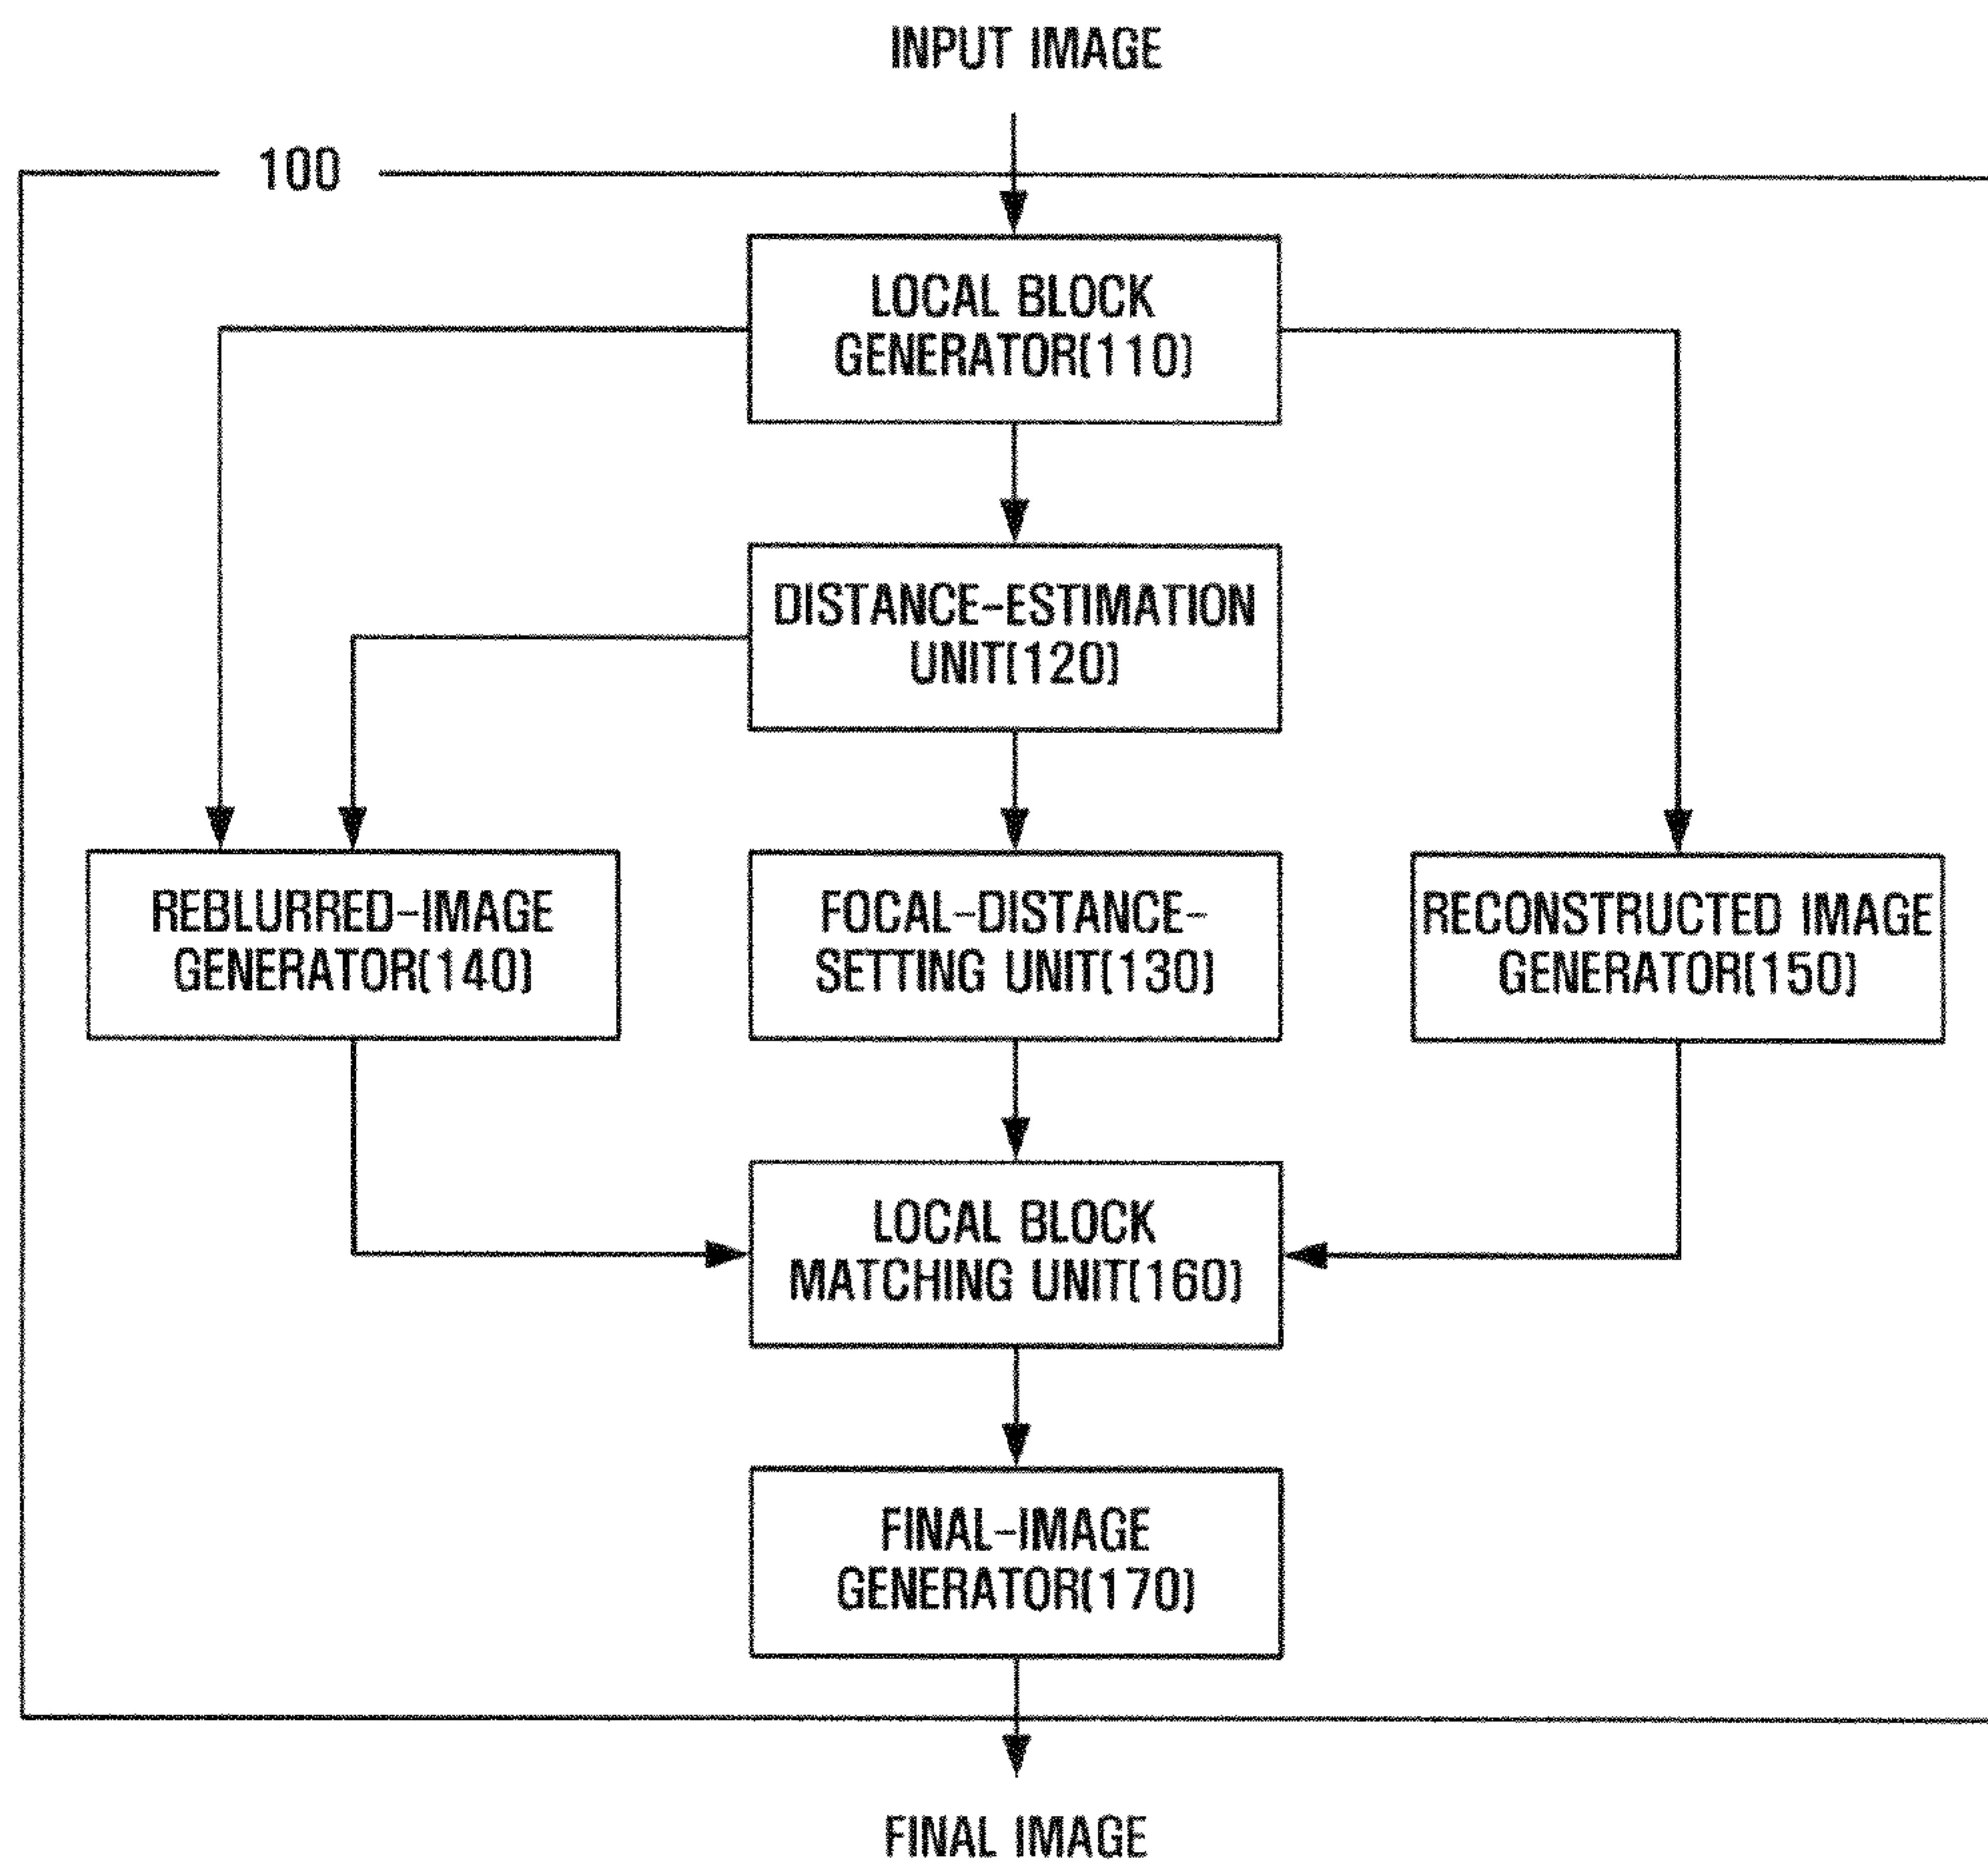 INPUT IMAGE
100
LOCAL BLOCK
GENERATOR(110)
DISTANCE-ESTIMATION
UNIT(120)
REBLURRED-IMAGE
GENERATOR(140)
FOCAL-DISTANCE-
SETTING UNIT(130)
RECONSTRUCTED IMAGE
GENERATOR(150)
LOCAL BLOCK
MATCHING UNIT(160)
FINAL-IMAGE
GENERATOR(170)
FINAL IMAGE